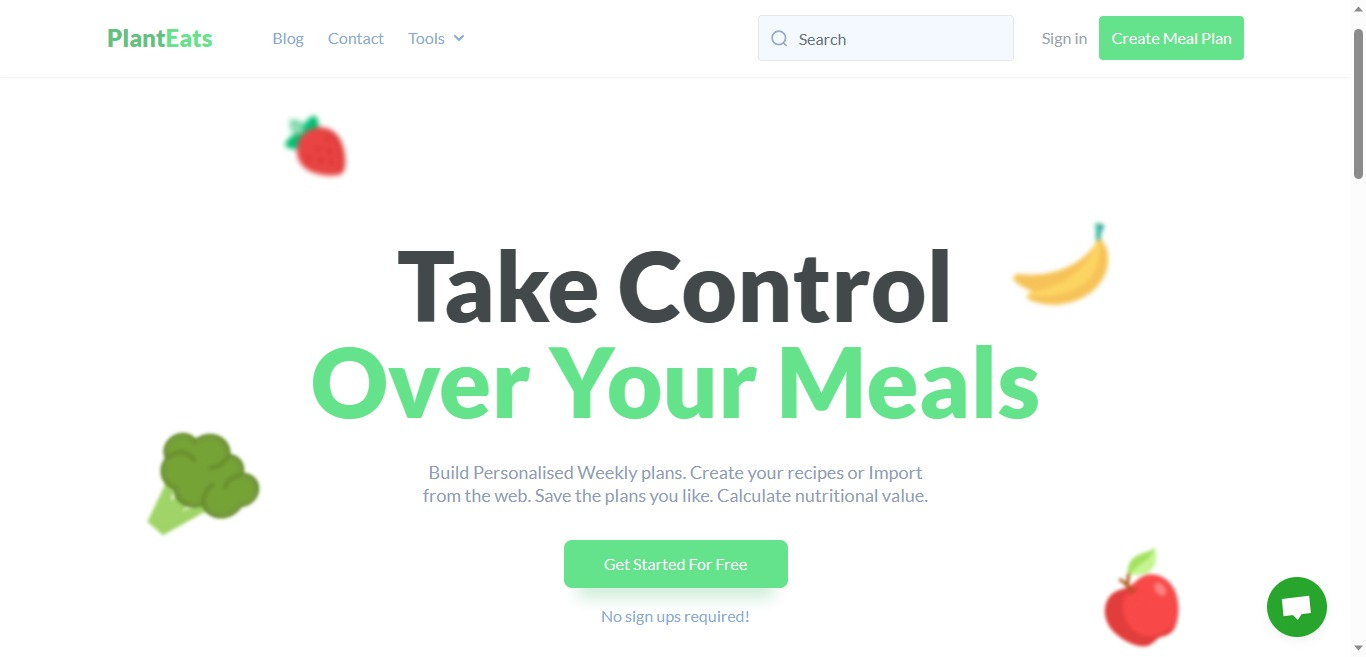 PlantEats
Blog
Contact
Tools
Search
Sign in
Create Meal Plan
Take Control
Over Your Meals
Build Personalised Weekly plans. Create your recipes or Import
from the web. Save the plans you like. Calculate nutritional value.
Get Started For Free
No sign ups required!